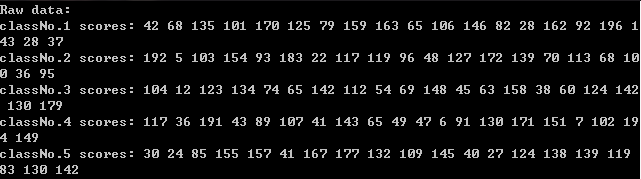 Raw data:
classNo.1 scores: 42 68 135 101 170 125 79 159 163 65 106 146 82 28 162 92 196 1
43 28 37
classNo.2 scores: 192 5 103 154 93 183 22 117 119 96 48 127 172 139 70 113 68 10
0 36 95
classNo.3 scores: 104 12 123 134 74 65 142 112 54 69 148 45 63 158 38 60 124 142
 130 179
classNo.4 scores: 117 36 191 43 89 107 41 143 65 49 47 6 91 130 171 151 7 102 19
4 149
classNo.5 scores: 30 24 85 155 157 41 167 177 132 109 145 40 27 124 138 139 119
83 130 142